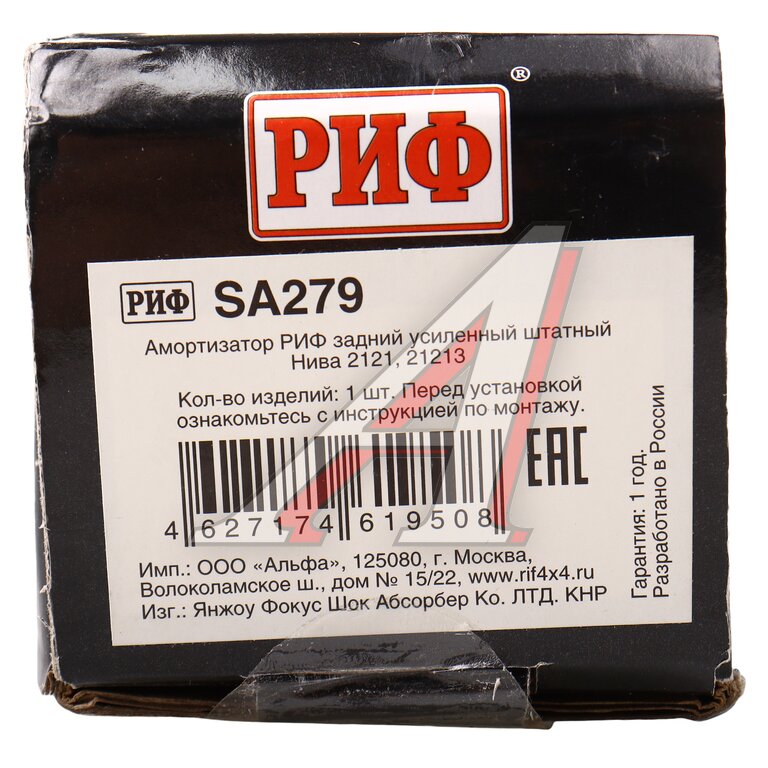 РИФ®
РИФ SA279
Амортизатор РИФ задний усиленный штатный
Нива 2121, 21213
Кол-во изделий: 1 шт. Перед установкой
ознакомьтесь с инструкцией по монтажу.
EAC
4 627174 619508
Имп.: ООО «Альфа», 125080, г. Москва,
Волоколамское ш., дом № 15/22, www.rif4x4.ru
Изг.: Янжоу Фокус Шок Абсорбер Ко. ЛТД. КНР
Гарантия: 1 год.
Разработано в России